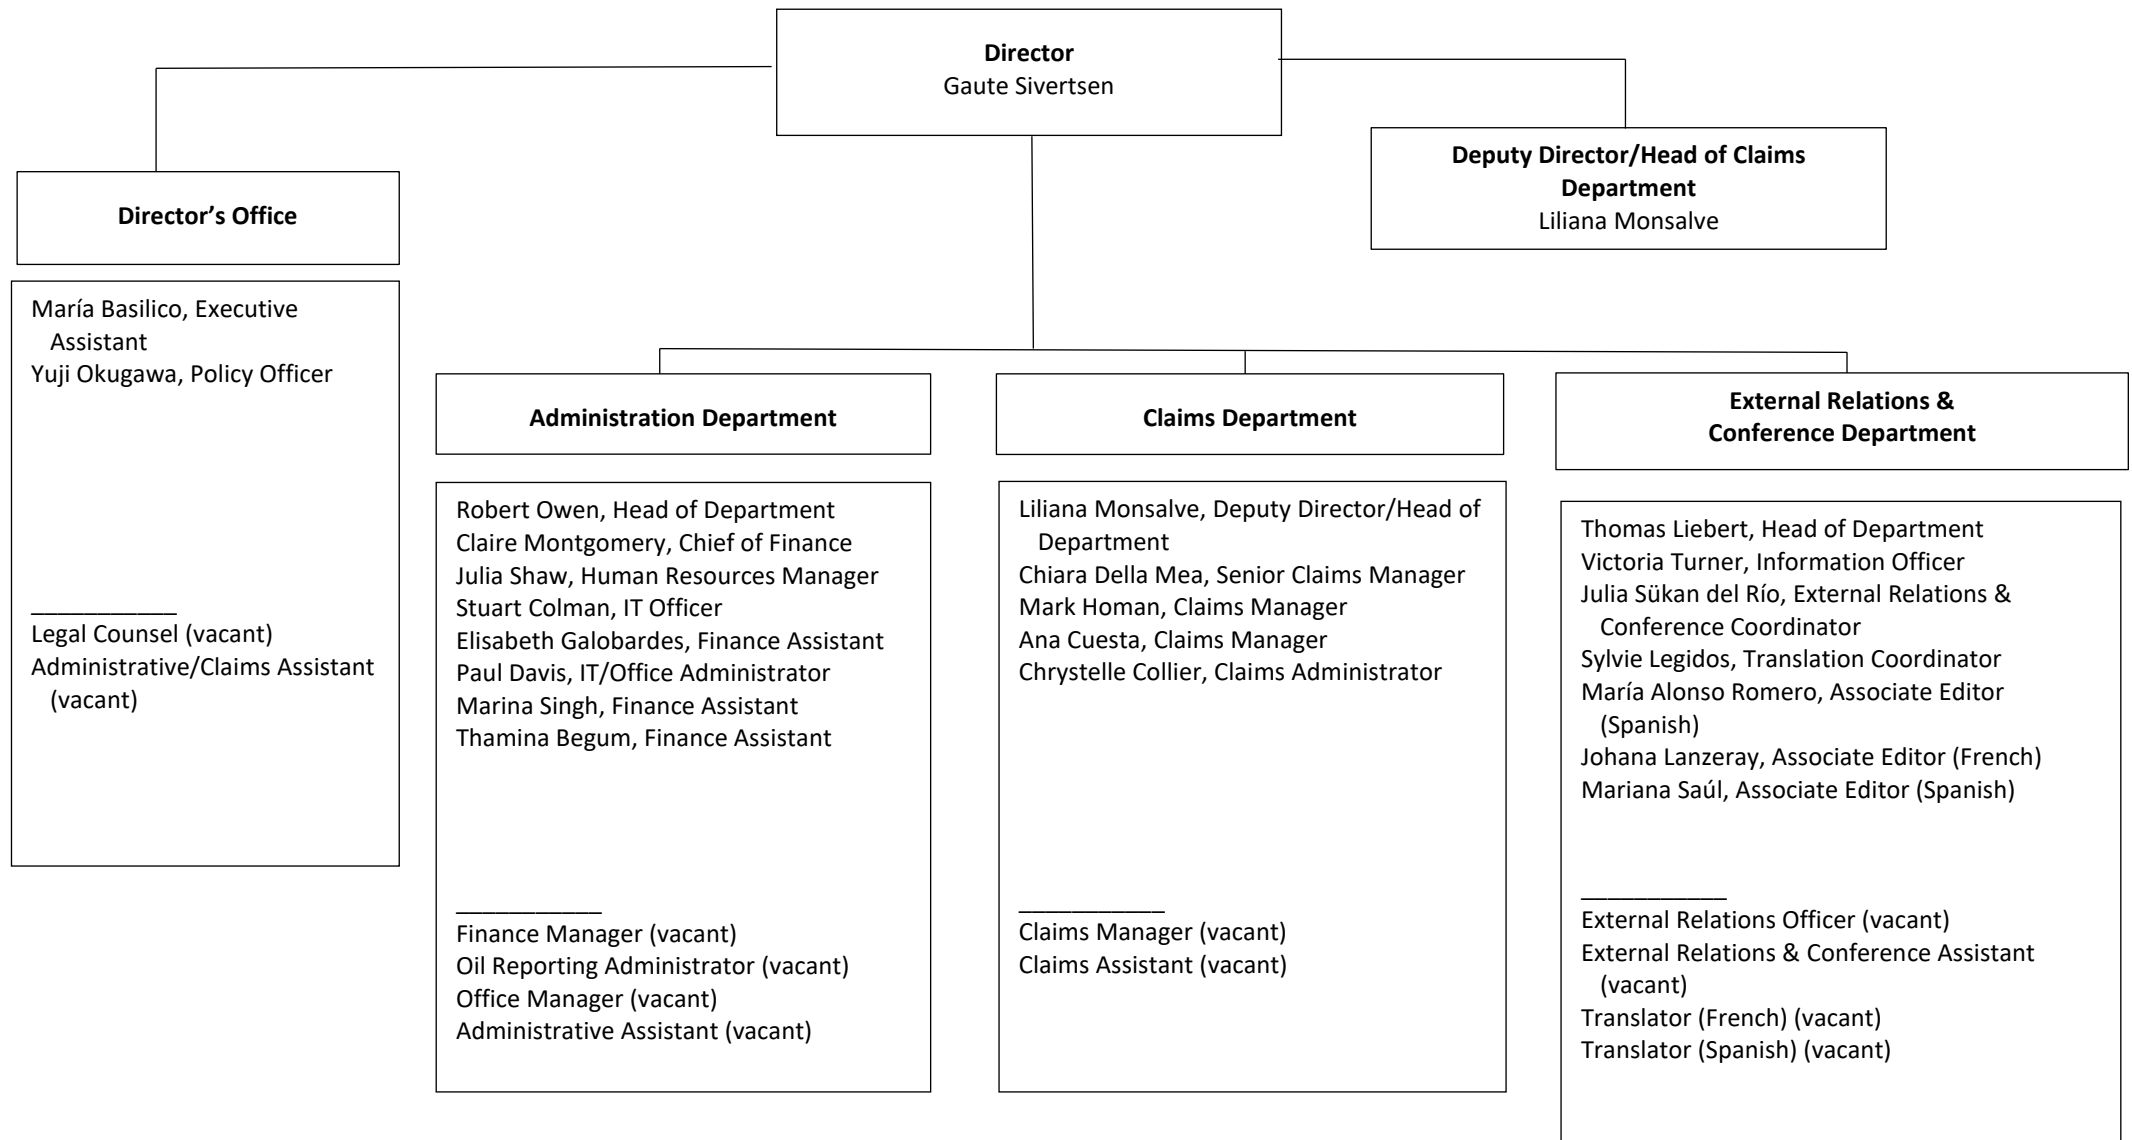 Director
Gaute Sivertsen
Deputy Director/Head of Claims
Department
Liliana Monsalve
Director’s Office
María Basilico, Executive
Assistant
Yuji Okugawa, Policy Officer
___________
Legal Counsel (vacant)
Administrative/Claims Assistant
(vacant)
Administration Department
Robert Owen, Head of Department
Claire Montgomery, Chief of Finance
Julia Shaw, Human Resources Manager
Stuart Colman, IT Officer
Elisabeth Galobardes, Finance Assistant
Paul Davis, IT/Office Administrator
Marina Singh, Finance Assistant
Thamina Begum, Finance Assistant
___________
Finance Manager (vacant)
Oil Reporting Administrator (vacant)
Office Manager (vacant)
Administrative Assistant (vacant)
Claims Department
Liliana Monsalve, Deputy Director/Head of
Department
Chiara Della Mea, Senior Claims Manager
Mark Homan, Claims Manager
Ana Cuesta, Claims Manager
Chrystelle Collier, Claims Administrator
___________
Claims Manager (vacant)
Claims Assistant (vacant)
External Relations &
Conference Department
Thomas Liebert, Head of Department
Victoria Turner, Information Officer
Julia Sükan del Río, External Relations &
Conference Coordinator
Sylvie Legidos, Translation Coordinator
María Alonso Romero, Associate Editor
(Spanish)
Johana Lanzeray, Associate Editor (French)
Mariana Saúl, Associate Editor (Spanish)
___________
External Relations Officer (vacant)
External Relations & Conference Assistant
(vacant)
Translator (French) (vacant)
Translator (Spanish) (vacant)